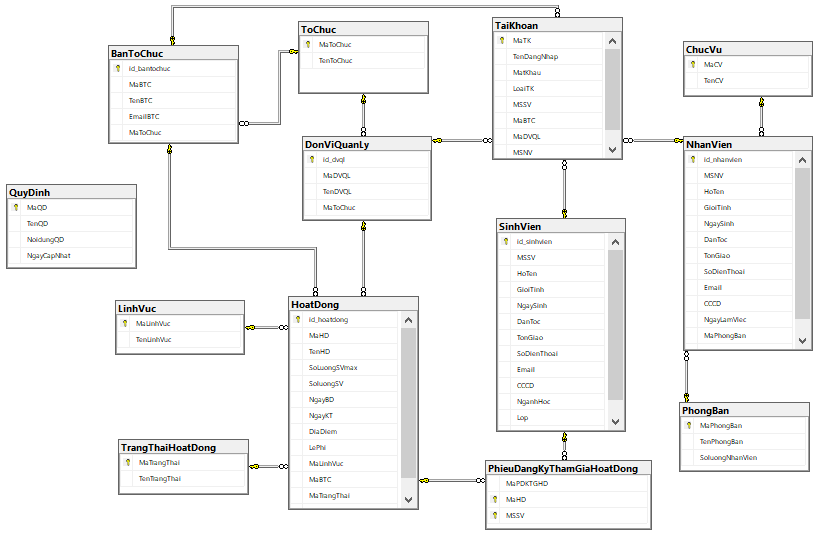 BanToChuc
id_bantochuc
MaBTC
TenBTC
EmailBTC
MaToChuc
ToChuc
MaToChuc
TenToChuc
TaiKhoan
MaTK
TenDangNhap
MatKhau
LoaiTK
MSSV
MaBTC
MaDVQL
MSNV
ChucVu
MaCV
TenCV
DonViQuanLy
id_dvql
MaDVQL
TenDVQL
MaToChuc
NhanVien
id_nhanvien
MSNV
HoTen
GioiTinh
NgaySinh
DanToc
TonGiao
SoDienThoai
Email
CCCD
NgayLamViec
MaPhongBan
QuyDinh
MaQD
TenQD
NoidungQD
NgayCapNhat
SinhVien
id_sinhvien
MSSV
HoTen
GioiTinh
NgaySinh
DanToc
TonGiao
SoDienThoai
Email
CCCD
NganhHoc
Lop
LinhVuc
MaLinhVuc
TenLinhVuc
HoatDong
id_hoatdong
MaHD
TenHD
SoLuongSVmax
SoluongSV
NgayBD
NgayKT
DiaDiem
LePhi
MaLinhVuc
MaBTC
MaTrangThai
TrangThaiHoatDong
MaTrangThai
TenTrangThai
PhieuDangKyThamGiaHoatDong
MaPDKTGHD
MaHD
MSSV
PhongBan
MaPhongBan
TenPhongBan
SoluongNhanVien